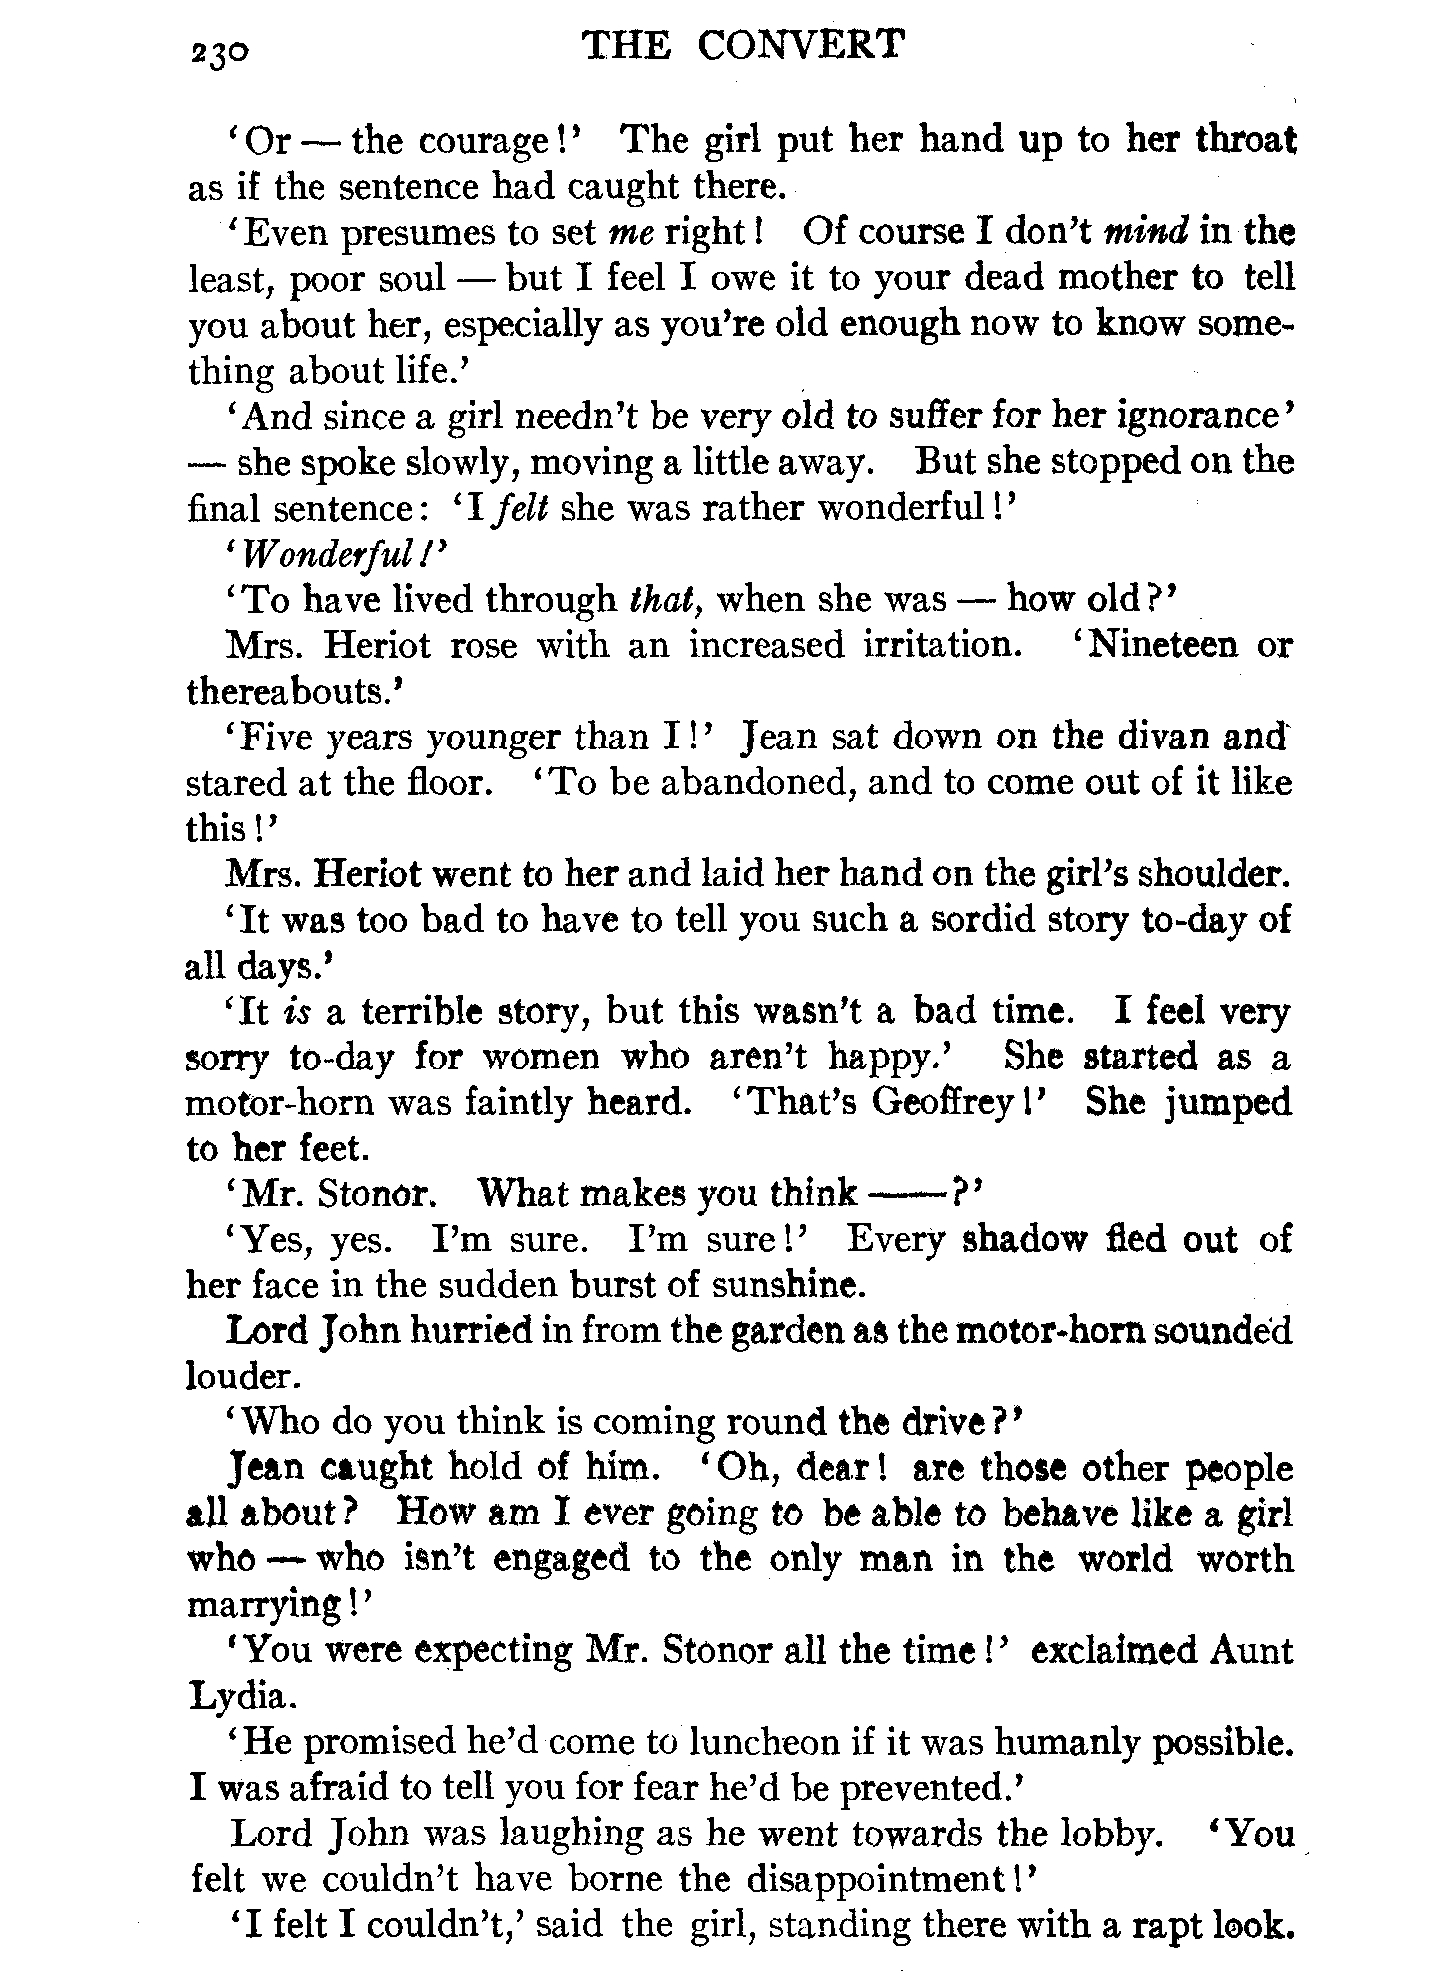 230 THE CONVERT
‘Or — the courage!’ The girl put her hand up to her throat
as if the sentence had caught there.
‘Even presumes to set me right! Of course I don’t mind in the
least, poor soul — but I feel I owe it to your dead mother to tell
you about her, especially as you’re old enough now to know some-
thing about life.’
‘And since a girl needn’t be very old to suffer for her ignorance’
— she spoke slowly, moving a little away. But she stopped on the
final sentence: ‘I felt she was rather wonderful!’
‘Wonderful!’
‘To have lived through that, when she was — how old?’
Mrs. Heriot rose with an increased irritation. ‘Nineteen or
thereabouts.’
‘Five years younger than I!’ Jean sat down on the divan and
stared at the floor. ‘To be abandoned, and to come out of it like
this!’
Mrs. Heriot went to her and laid her hand on the girl’s shoulder.
‘It was too bad to have to tell you such a sordid story to-day of
all days.’
‘It is a terrible story, but this wasn’t a bad time. I feel very
sorry to-day for women who aren’t happy.’ She started as a
motor-horn was faintly heard. ‘That’s Geoffrey!’ She jumped
to her feet.
‘Mr. Stonor. What makes you think ——?’
‘Yes, yes. I’m sure. I’m sure!’ Every shadow fled out of
her face in the sudden burst of sunshine.
Lord John hurried in from the garden as the motor-horn sounded
louder.
‘Who do you think is coming round the drive?’
Jean caught hold of him. ‘Oh, dear! are those other people
all about? How am I ever going to be able to behave like a girl
who — who isn’t engaged to the only man in the world worth
marrying!’
‘You were expecting Mr. Stonor all the time!’ exclaimed Aunt
Lydia.
‘He promised he’d come to luncheon if it was humanly possible.
I was afraid to tell you for fear he’d be prevented.’
Lord John was laughing as he went towards the lobby. ‘You
felt we couldn’t have borne the disappointment!’
‘I felt I couldn’t,’ said the girl, standing there with a rapt look.